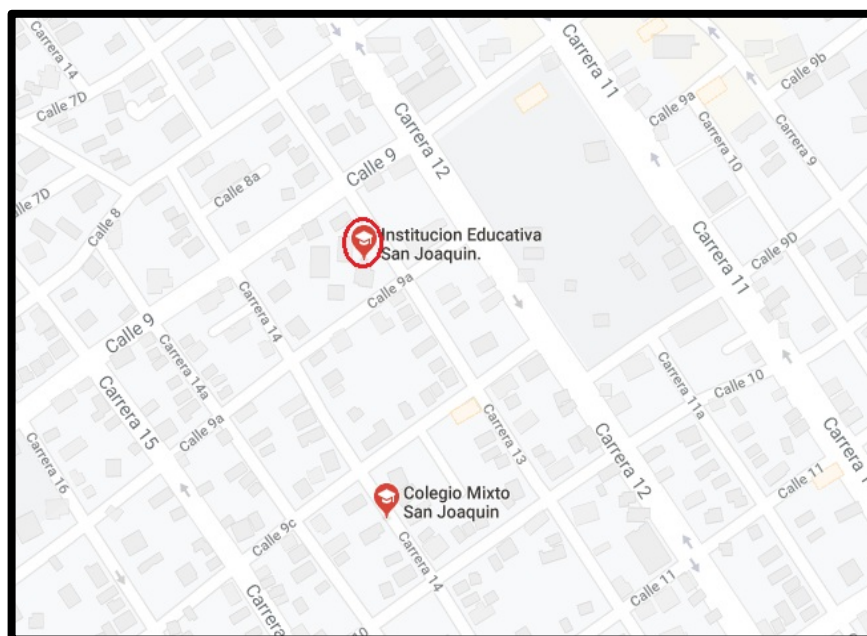 Carrera 14
Calle 7D
7D
Calle 8
Calle 8a
Calle 9
Carrera 12
Carrera 11
Calle 9a
Calle 9b
Carrera 10
Carrera 9
Institucion Educativa
San Joaquin.
Calle 9a
Calle 9D
Carrera 11
Carrera 14
Calle 9
Carrera 14a
Carrera 15
Calle 9a
Carrera 16
Carrera 13
Carrera 11a
Calle 10
Carrera 12
Colegio Mixto
San Joaquin
Calle 9c
Carrera 14
Calle 11
Calle 11
Carrera 15